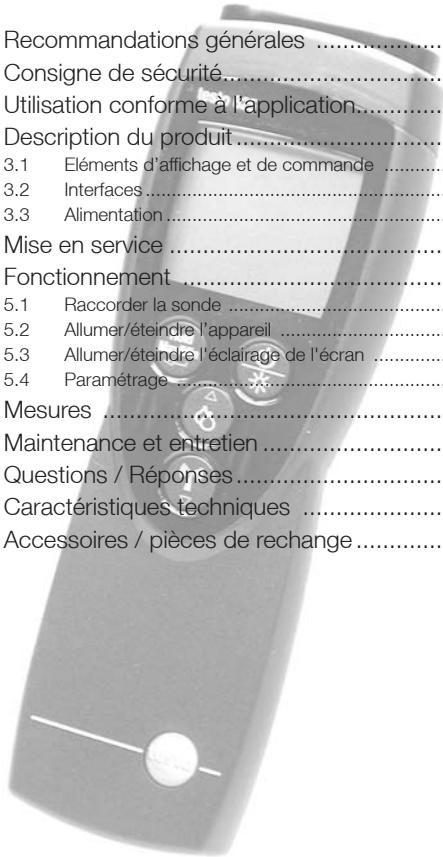 Recommandations générales ....................
Consigne de sécurité..............................
Utilisation conforme à l'application.............
Description du produit............................
3.1 Eléments d'affichage et de commande ............
3.2 Interfaces......................................................
3.3 Alimentation..................................................
Mise en service ....................................
Fonctionnement ..................................
5.1 Raccorder la sonde ........................................
5.2 Allumer/éteindre l'appareil ..............................
5.3 Allumer/éteindre l'éclairage de l'écran ............
5.4 Paramétrage ..................................................
Mesures ..............................................
Maintenance et entretien ........................
Questions / Réponses............................
Caractéristiques techniques ....................
Accessoires / pièces de rechange.............